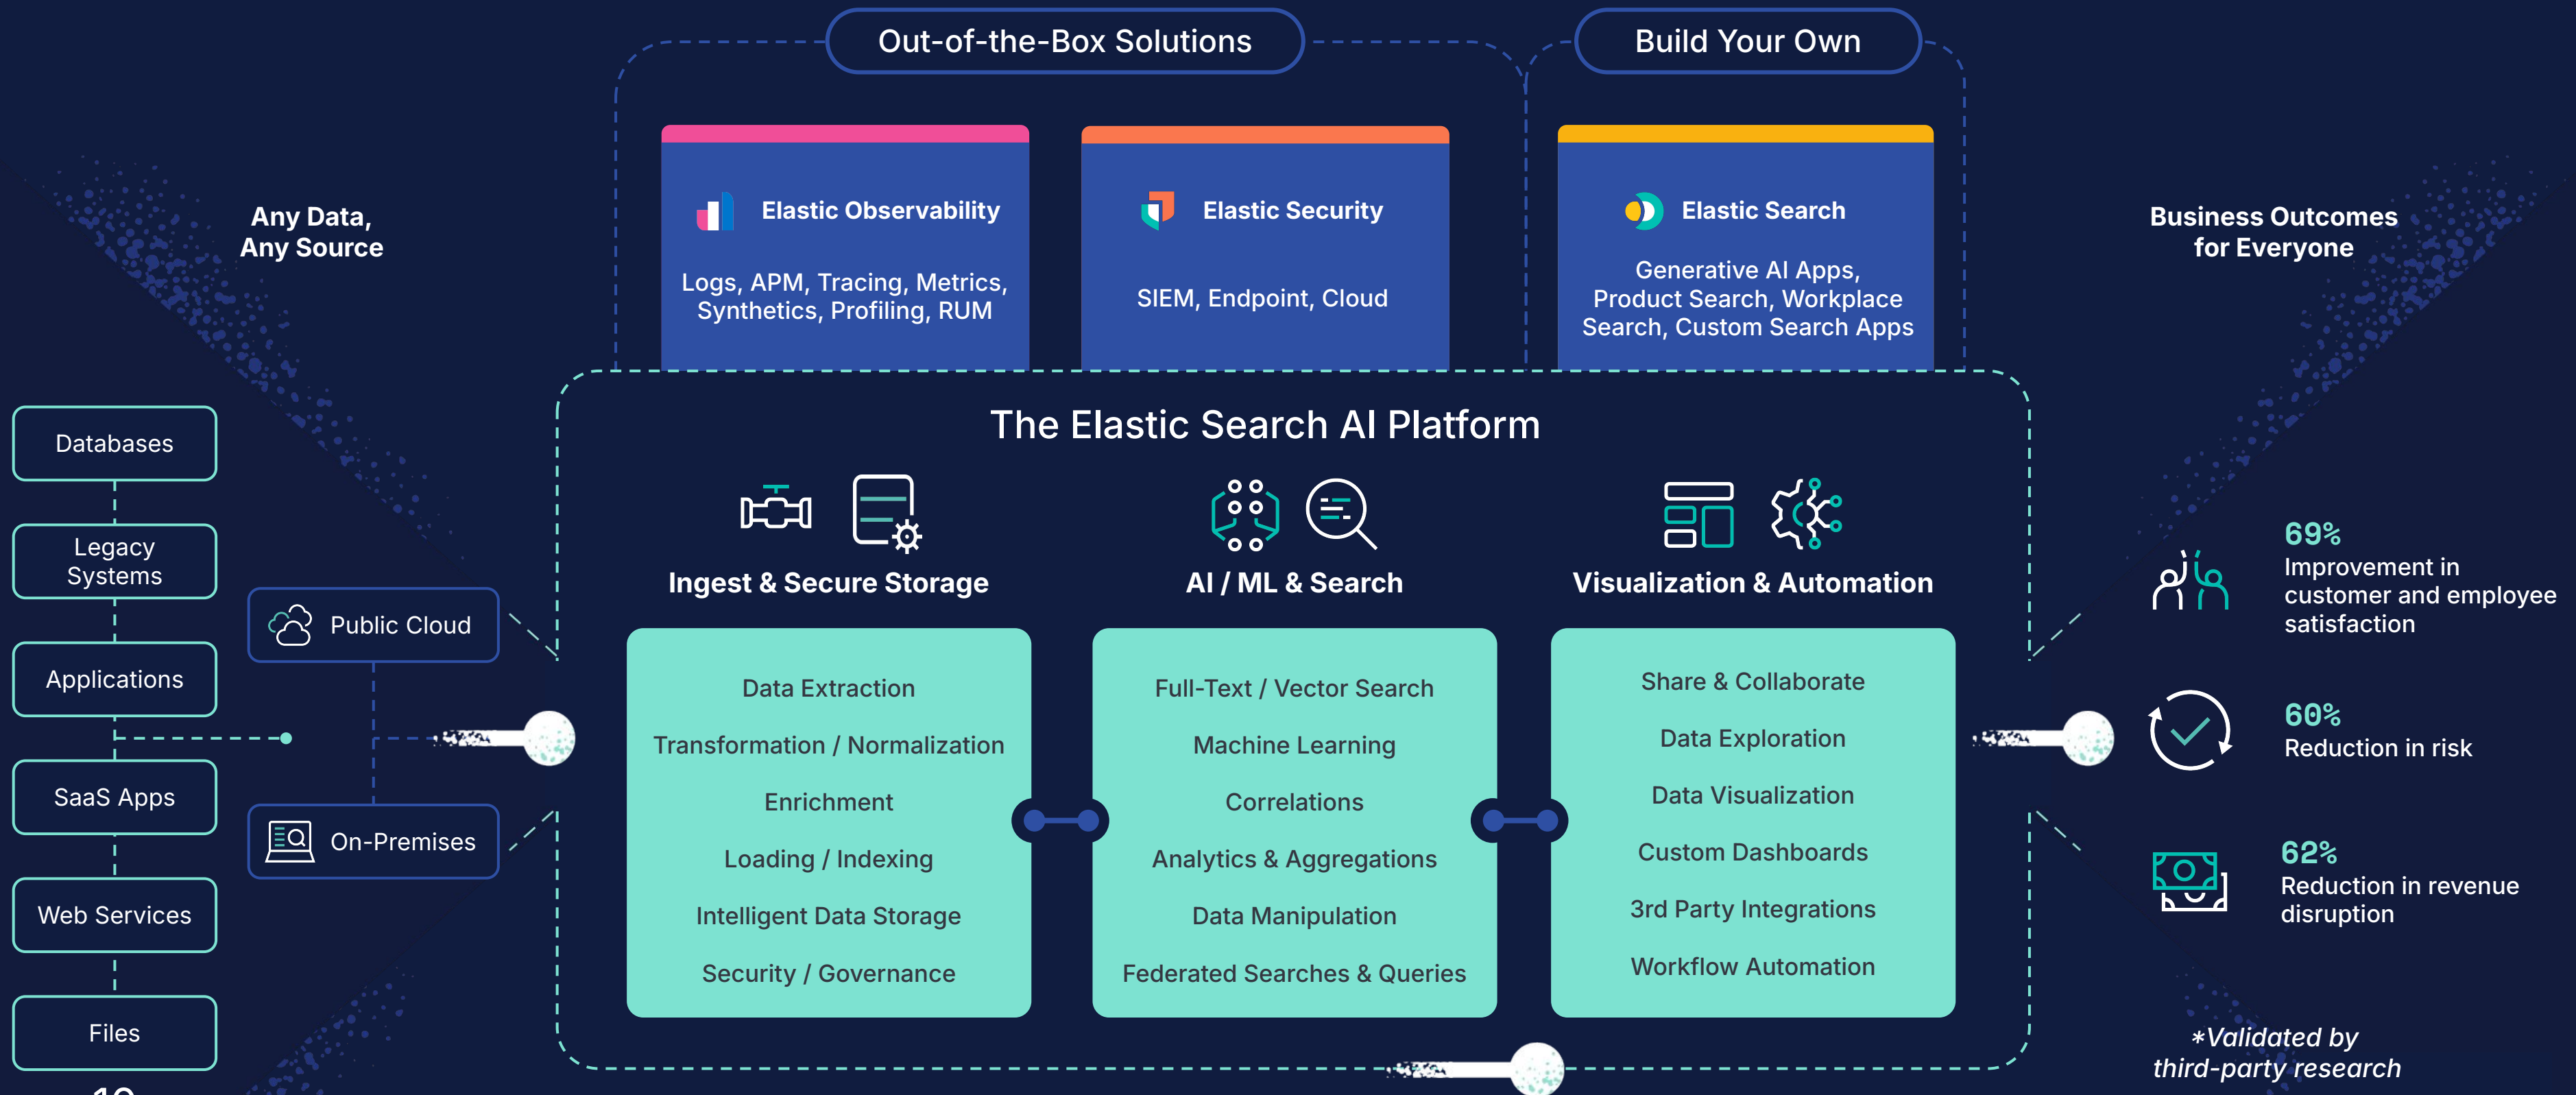 Out-of-the-Box Solutions
Build Your Own
Any Data,
Any Source
Elastic Observability
Logs, APM, Tracing, Metrics,
Synthetics, Profiling, RUM
Elastic Security
SIEM, Endpoint, Cloud
Elastic Search
Generative AI Apps,
Product Search, Workplace
Search, Custom Search Apps
Business Outcomes
for Everyone
Databases
Legacy
Systems
Applications
SaaS Apps
Web Services
Files
Public Cloud
On-Premises
The Elastic Search AI Platform
Ingest & Secure Storage
Data Extraction
Transformation / Normalization
Enrichment
Loading / Indexing
Intelligent Data Storage
Security / Governance
AI / ML & Search
Full-Text / Vector Search
Machine Learning
Correlations
Analytics & Aggregations
Data Manipulation
Federated Searches & Queries
Visualization & Automation
Share & Collaborate
Data Exploration
Data Visualization
Custom Dashboards
3rd Party Integrations
Workflow Automation
69%
Improvement in
customer and employee
satisfaction
60%
Reduction in risk
62%
Reduction in revenue
disruption
*Validated by
third-party research